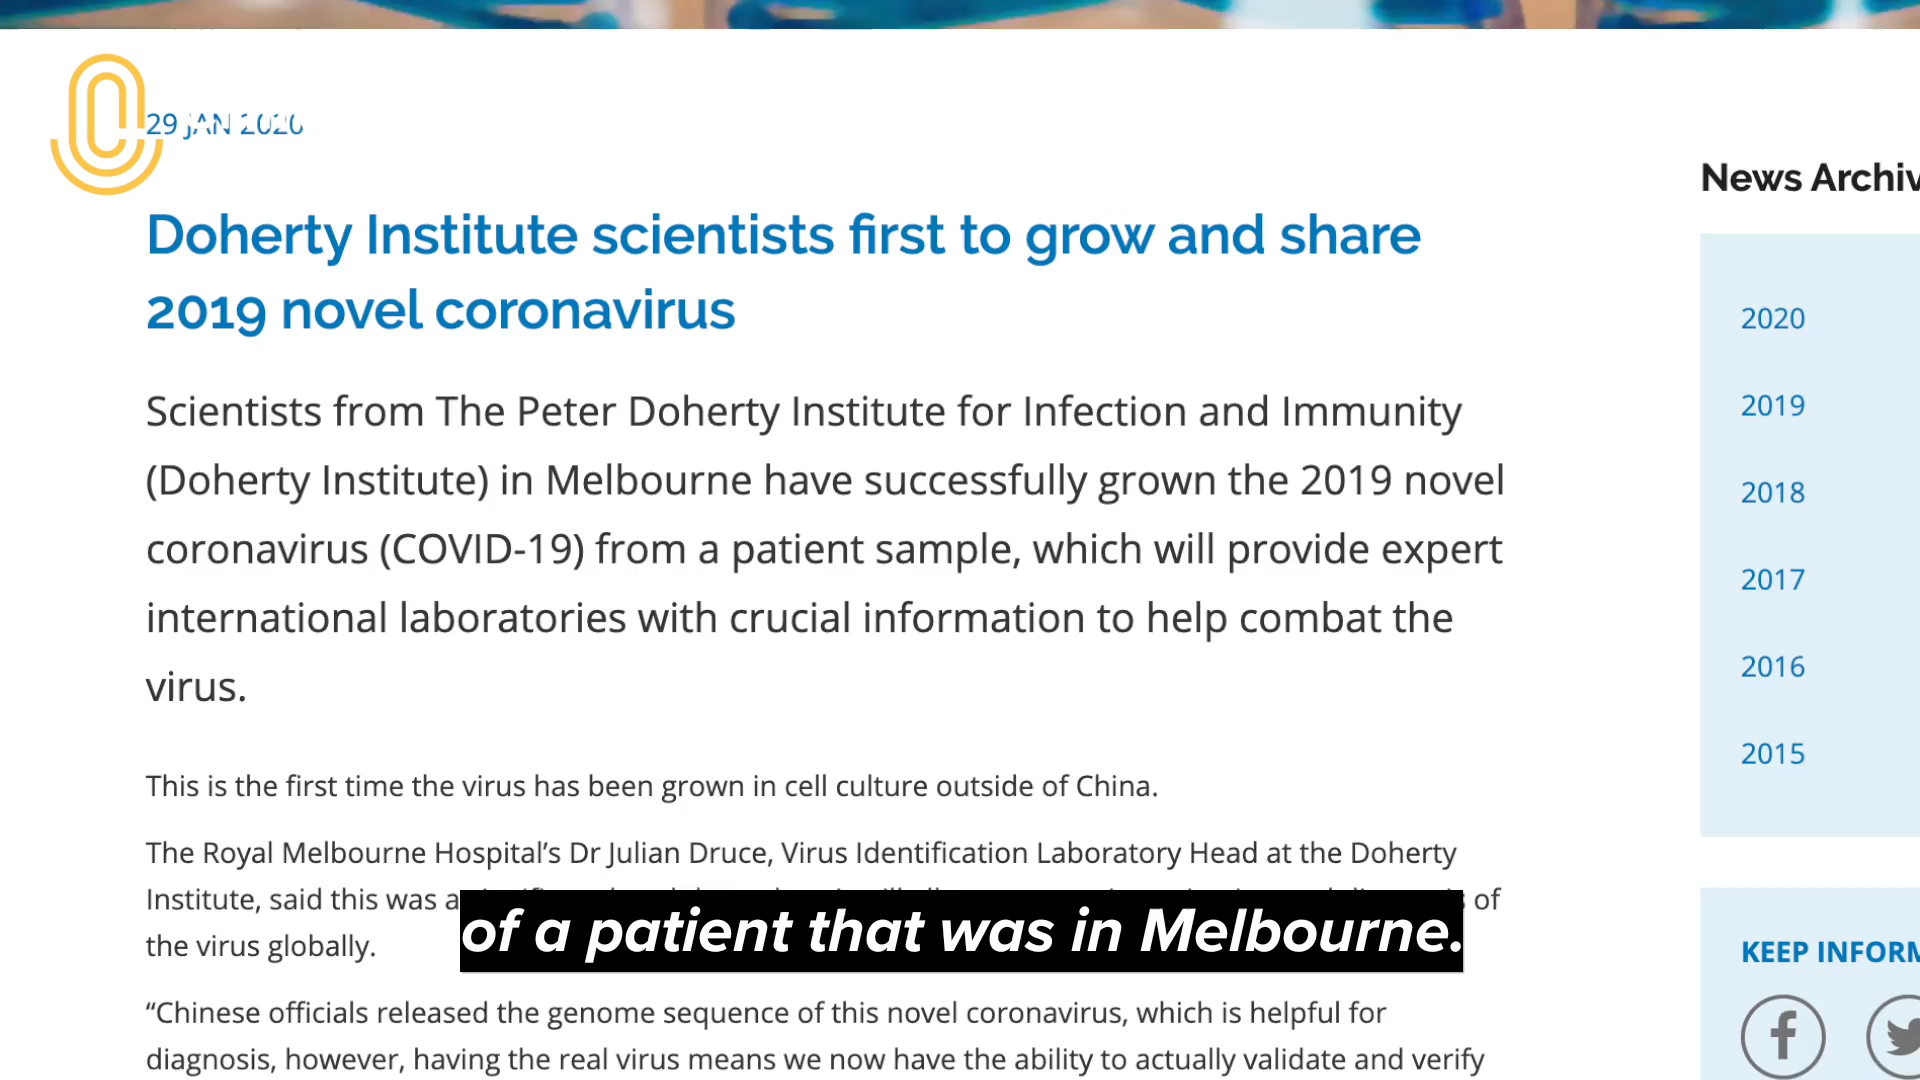 29 JAN 2020
Doherty Institute scientists first to grow and share
2019 novel coronavirus
Scientists from The Peter Doherty Institute for Infection and Immunity
(Doherty Institute) in Melbourne have successfully grown the 2019 novel
coronavirus (COVID-19) from a patient sample, which will provide expert
international laboratories with crucial information to help combat the
virus.
This is the first time the virus has been grown in cell culture outside of China.
The Royal Melbourne Hospital’s Dr Julian Druce, Virus Identification Laboratory Head at the Doherty
Institute, said this was a of
the virus globally.
“Chinese officials released the genome sequence of this novel coronavirus, which is helpful for
diagnosis, however, having the real virus means we now have the ability to actually validate and verify
of a patient that was in Melbourne.
News Archiv
2020
2019
2018
2017
2016
2015
KEEP INFORM